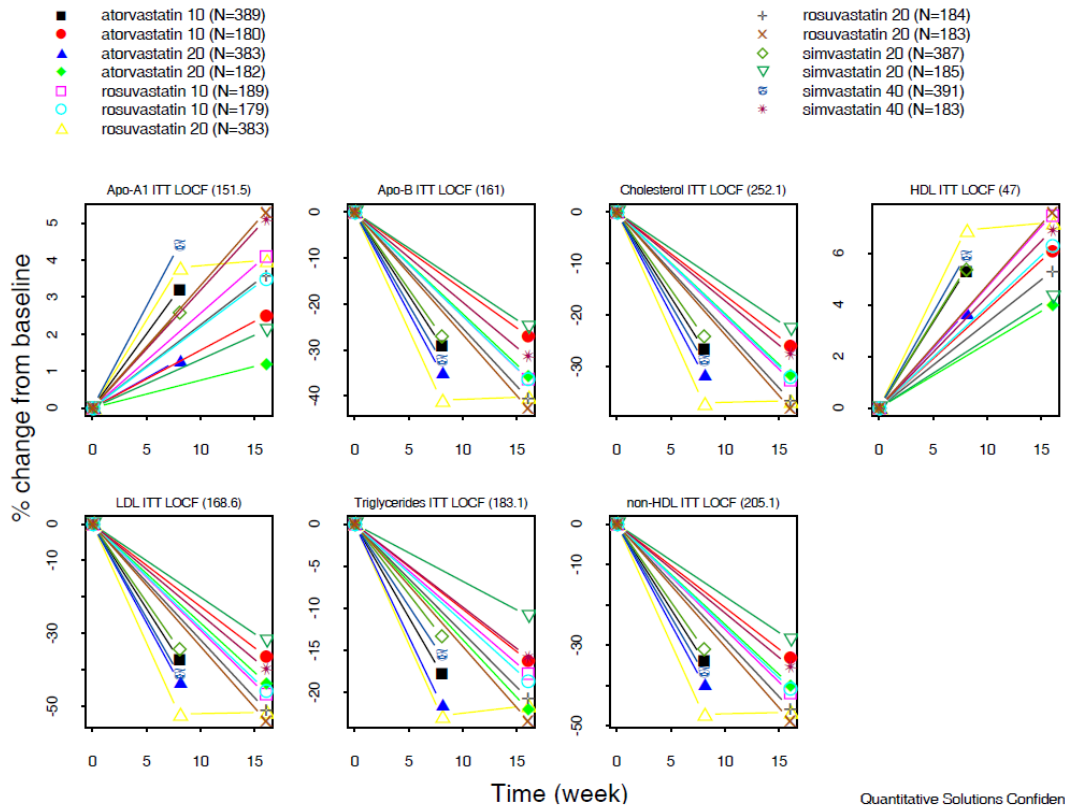 atorvastatin 10 (N=389)
atorvastatin 10 (N=180)
atorvastatin 20 (N=383)
atorvastatin 20 (N=182)
rosuvastatin 10 (N=189)
rosuvastatin 10 (N=179)
rosuvastatin 20 (N=383)
rosuvastatin 20 (N=184)
rosuvastatin 20 (N=183)
simvastatin 20 (N=387)
simvastatin 20 (N=185)
simvastatin 40 (N=391)
simvastatin 40 (N=183)
% change from baseline
Apo-A1 ITT LOCF (151.5)
5
4
3
2
1
0
0 5 10 15
Apo-B ITT LOCF (161)
0
-10
-20
-30
-40
0 5 10 15
Cholesterol ITT LOCF (252.1)
0
-10
-20
-30
0 5 10 15
HDL ITT LOCF (47)
6
4
2
0
0 5 10 15
LDL ITT LOCF (168.6)
0
-10
-20
-30
-40
-50
0 5 10 15
Triglycerides ITT LOCF (183.1)
0
-5
-10
-15
-20
0 5 10 15
non-HDL ITT LOCF (205.1)
0
-10
-30
-50
0 5 10 15
Time (week)
Quantitative Solutions Confiden